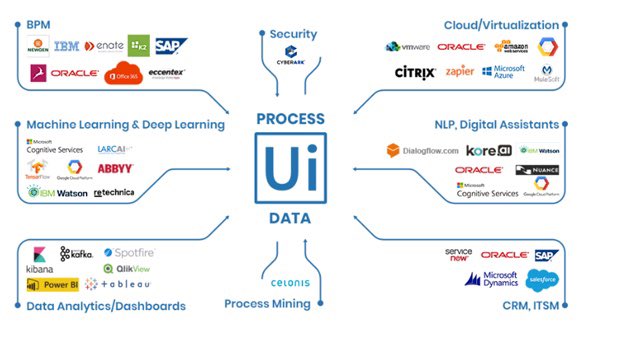 BPM
NEWGEN IBM enate K2 SAP
ORACLE Office 365 eccentex
Security
CYBERARK
Cloud/Virtualization
vmware ORACLE amazon web services
CITRIX zapier Microsoft Azure MuleSoft
Machine Learning & Deep Learning
Microsoft Cognitive Services LARCAI
TensorFlow Google Cloud Platform ABBYY
IBM Watson retechnica
PROCESS
Ui
DATA
NLP, Digital Assistants
Dialogflow.com kore.ai IBM Watson
ORACLE NUANCE
Microsoft Cognitive Services Google Cloud Platform
kibana kafka Spotfire
QlikView
Power BI +tableau
Data Analytics/Dashboards
celonis
Process Mining
service now ORACLE SAP
Microsoft Dynamics salesforce
CRM, ITSM